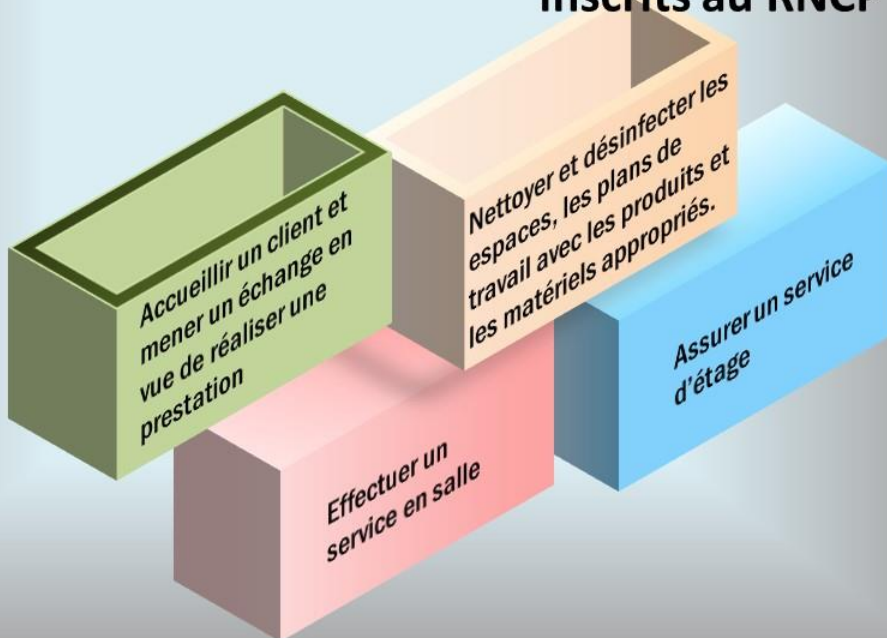 inscrits au RNCP
Accueillir un client et
mener un échange en
vue de réaliser une
prestation
Nettoyer et désinfecter les
espaces, les plans de
travail avec les produits et
les matériels appropriés.
Effectuer un
service en salle
Assurer un service
d'étage